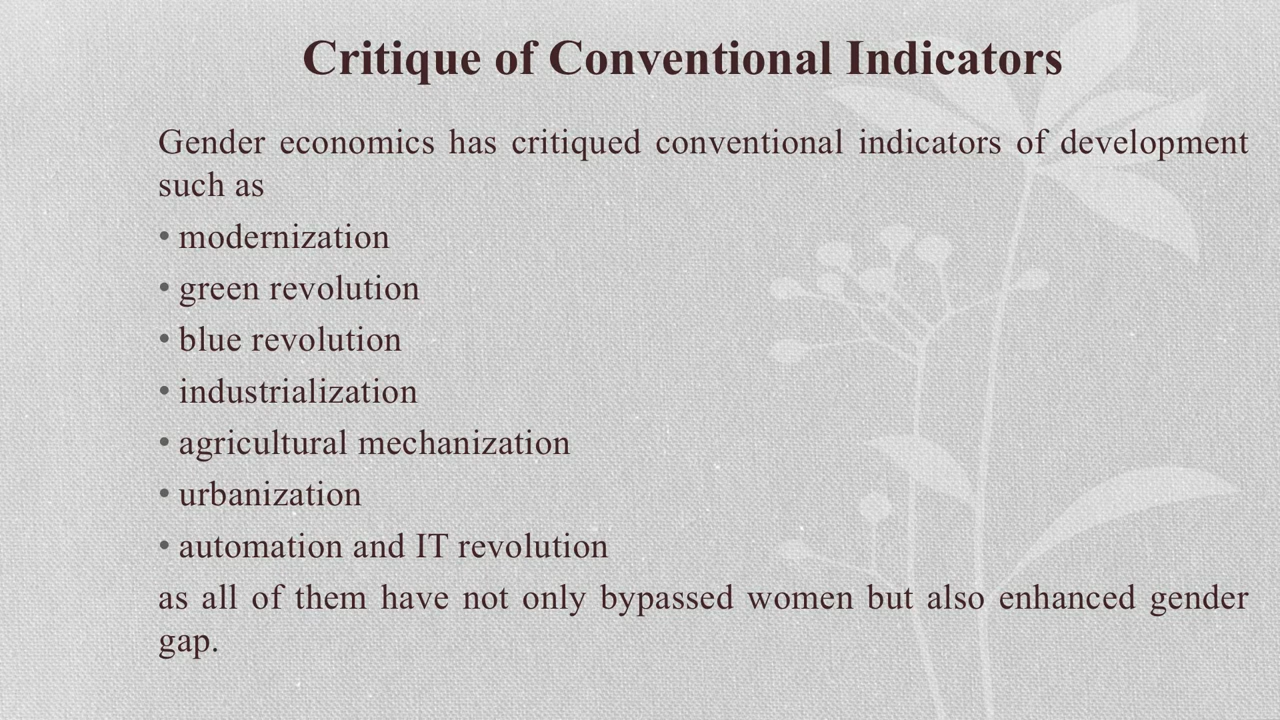 Critique of Conventional Indicators
Gender economics has critiqued conventional indicators of development
such as
• modernization
• green revolution
• blue revolution
• industrialization
• agricultural mechanization
• urbanization
• automation and IT revolution
as all of them have not only bypassed women but also enhanced gender
gap.